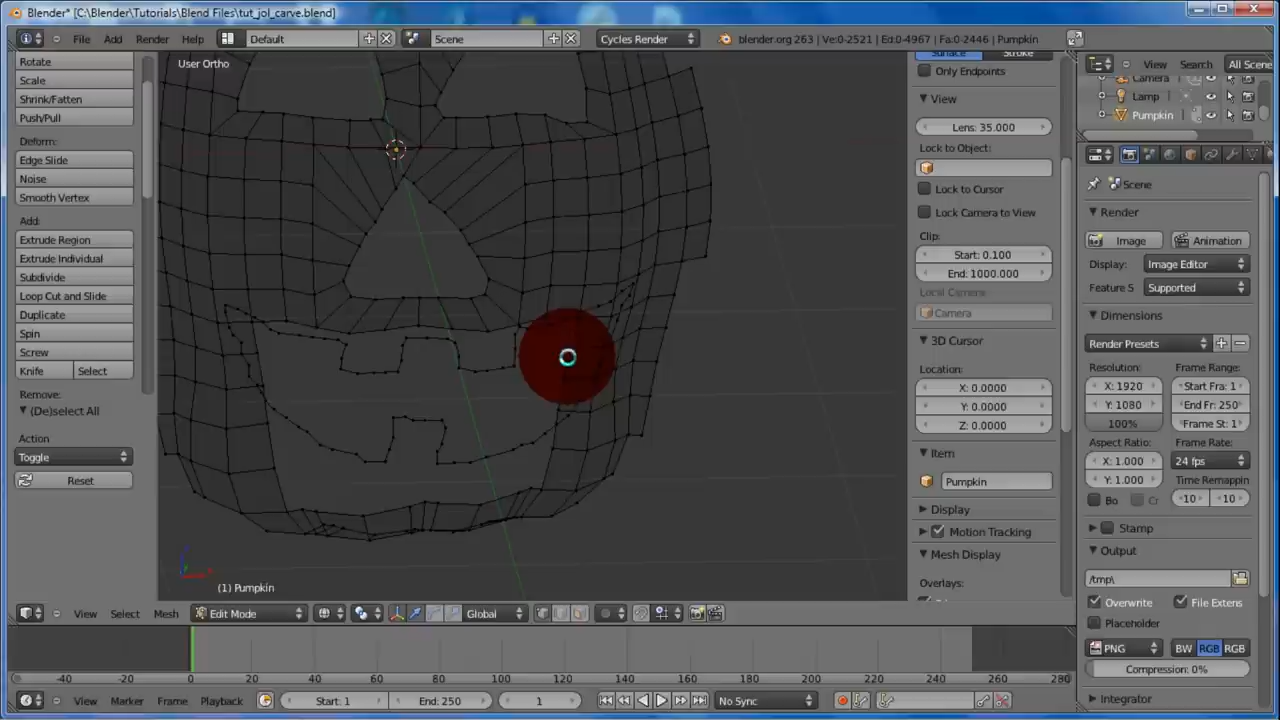 Blender* [C:\Blender\Tutorials\Blend Files\tut_jol_carve.blend]
File Add Render Help Default Scene Cycles Render blender.org 263 | Ve:0-2521 | Ed:0-4967 | Fa:0-2446 | Pumpkin
Rotate
Scale
Shrink/Fatten
Push/Pull
Deform:
Edge Slide
Noise
Smooth Vertex
Add:
Extrude Region
Extrude Individual
Subdivide
Loop Cut and Slide
Duplicate
Spin
Screw
Knife Select
Remove:
(De)select All
Action
Toggle
Reset
User Ortho
(1) Pumpkin
Surface Stroke
Only Endpoints
View
Lens: 35.000
Lock to Object:
Lock to Cursor
Lock Camera to View
Clip:
Start: 0.100
End: 1000.000
Local Camera:
Camera
3D Cursor
Location:
X: 0.0000
Y: 0.0000
Z: 0.0000
Item
Pumpkin
Display
Motion Tracking
Mesh Display
Overlays:
View Search All Scene
Camera
Lamp
Pumpkin
Scene
Render
Image Animation
Display: Image Editor
Feature S Supported
Dimensions
Render Presets
Resolution: Frame Range:
X: 1920 Start Fra: 1
Y: 1080 End Fr: 250
100% Frame St: 1
Aspect Ratio: Frame Rate:
X: 1.000 24 fps
Y: 1.000 Time Remappin
Bo Cr 10 10
Stamp
Output
/tmp\
Overwrite File Extens
Placeholder
PNG BW RGB RGB
Compression: 0%
Integrator
View Select Mesh Edit Mode Global
-40 -20 0 20 40 60 80 100 120 140 160 180 200 220 240 260 280
View Marker Frame Playback Start: 1 End: 250 1 No Sync